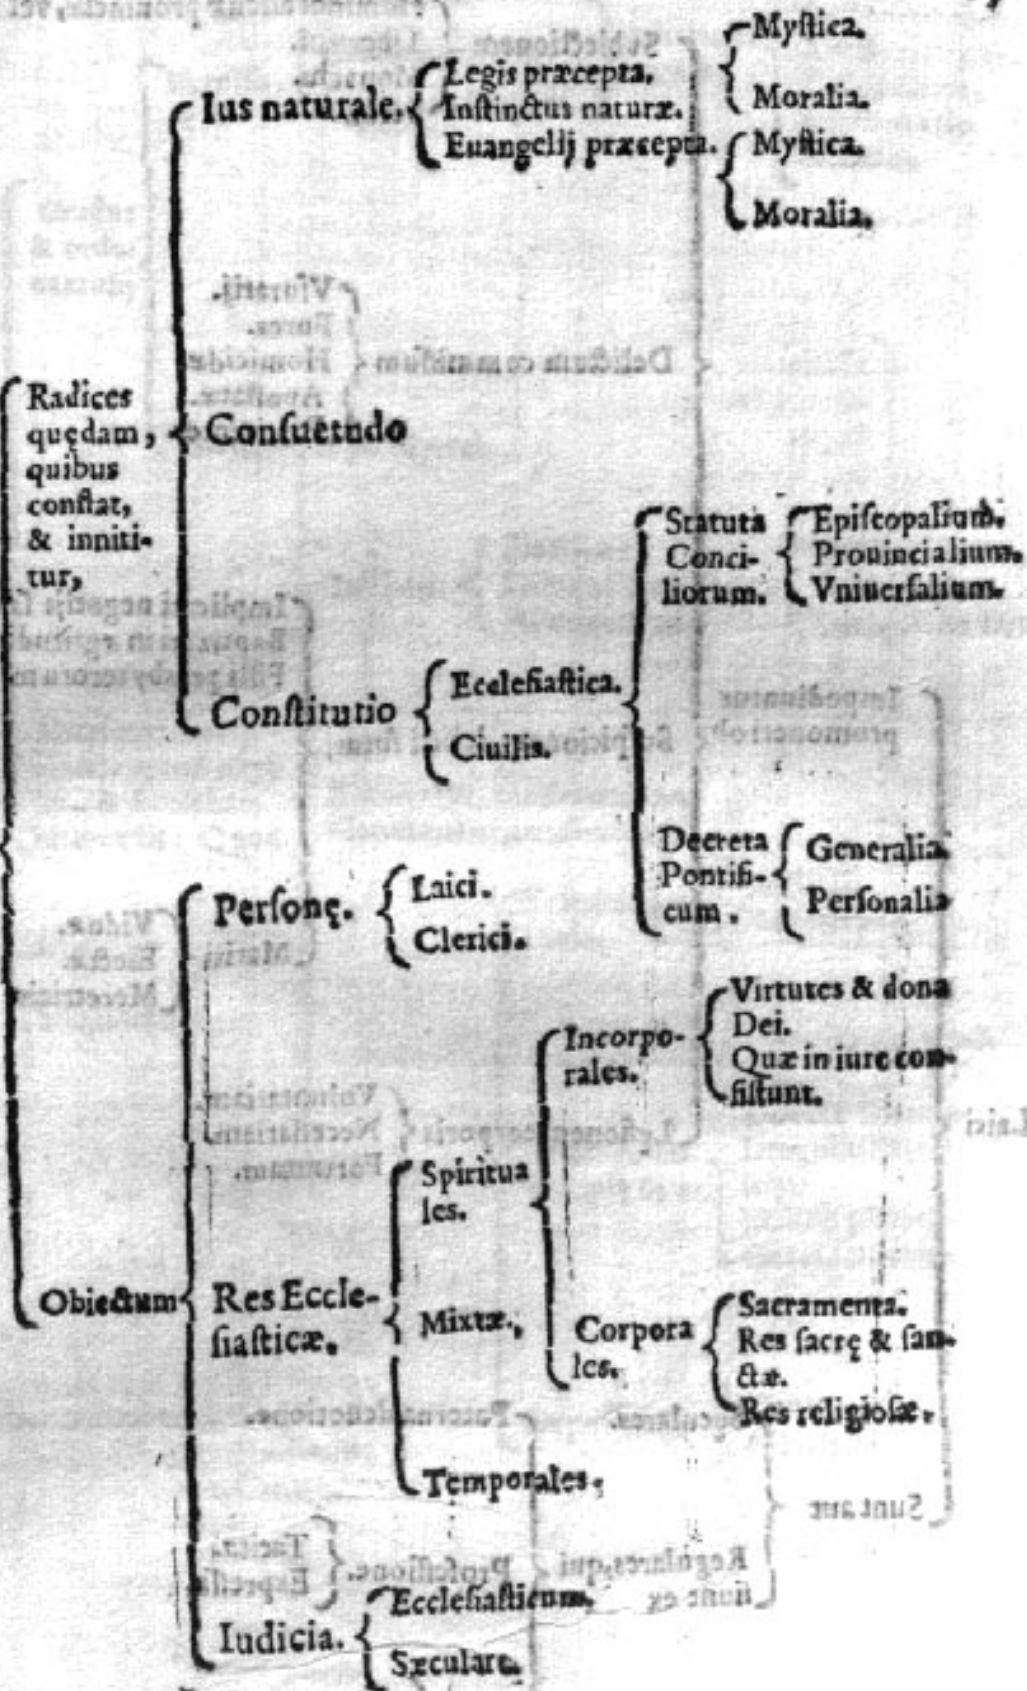 Mystica.
Moralia.
Ius naturale.
Legis præcepta.
Instinctus naturæ.
Euangelij præcepta.
Mystica.
Moralia.
Radices
quędam,
quibus
constat,
& inniti-
tur,
Consuetudo
Constitutio
Ecclesiastica.
Ciuilis.
Statuta
Conci-
liorum.
Episcopalium.
Prouincialium.
Vniuersalium.
Decreta
Pontifi-
cum.
Generalia.
Personalia
Obiectum
Personę.
Laici.
Clerici.
Res Eccle-
siasticæ.
Spiritua
les.
Incorpo-
rales.
Virtutes & dona
Dei.
Quæ in iure con-
sistunt.
Corpora
les.
Sacramenta.
Res sacrę & san-
ctæ.
Res religiosæ.
Mixtæ.
Temporales.
Iudicia.
Ecclesiasticum.
Sæculare.